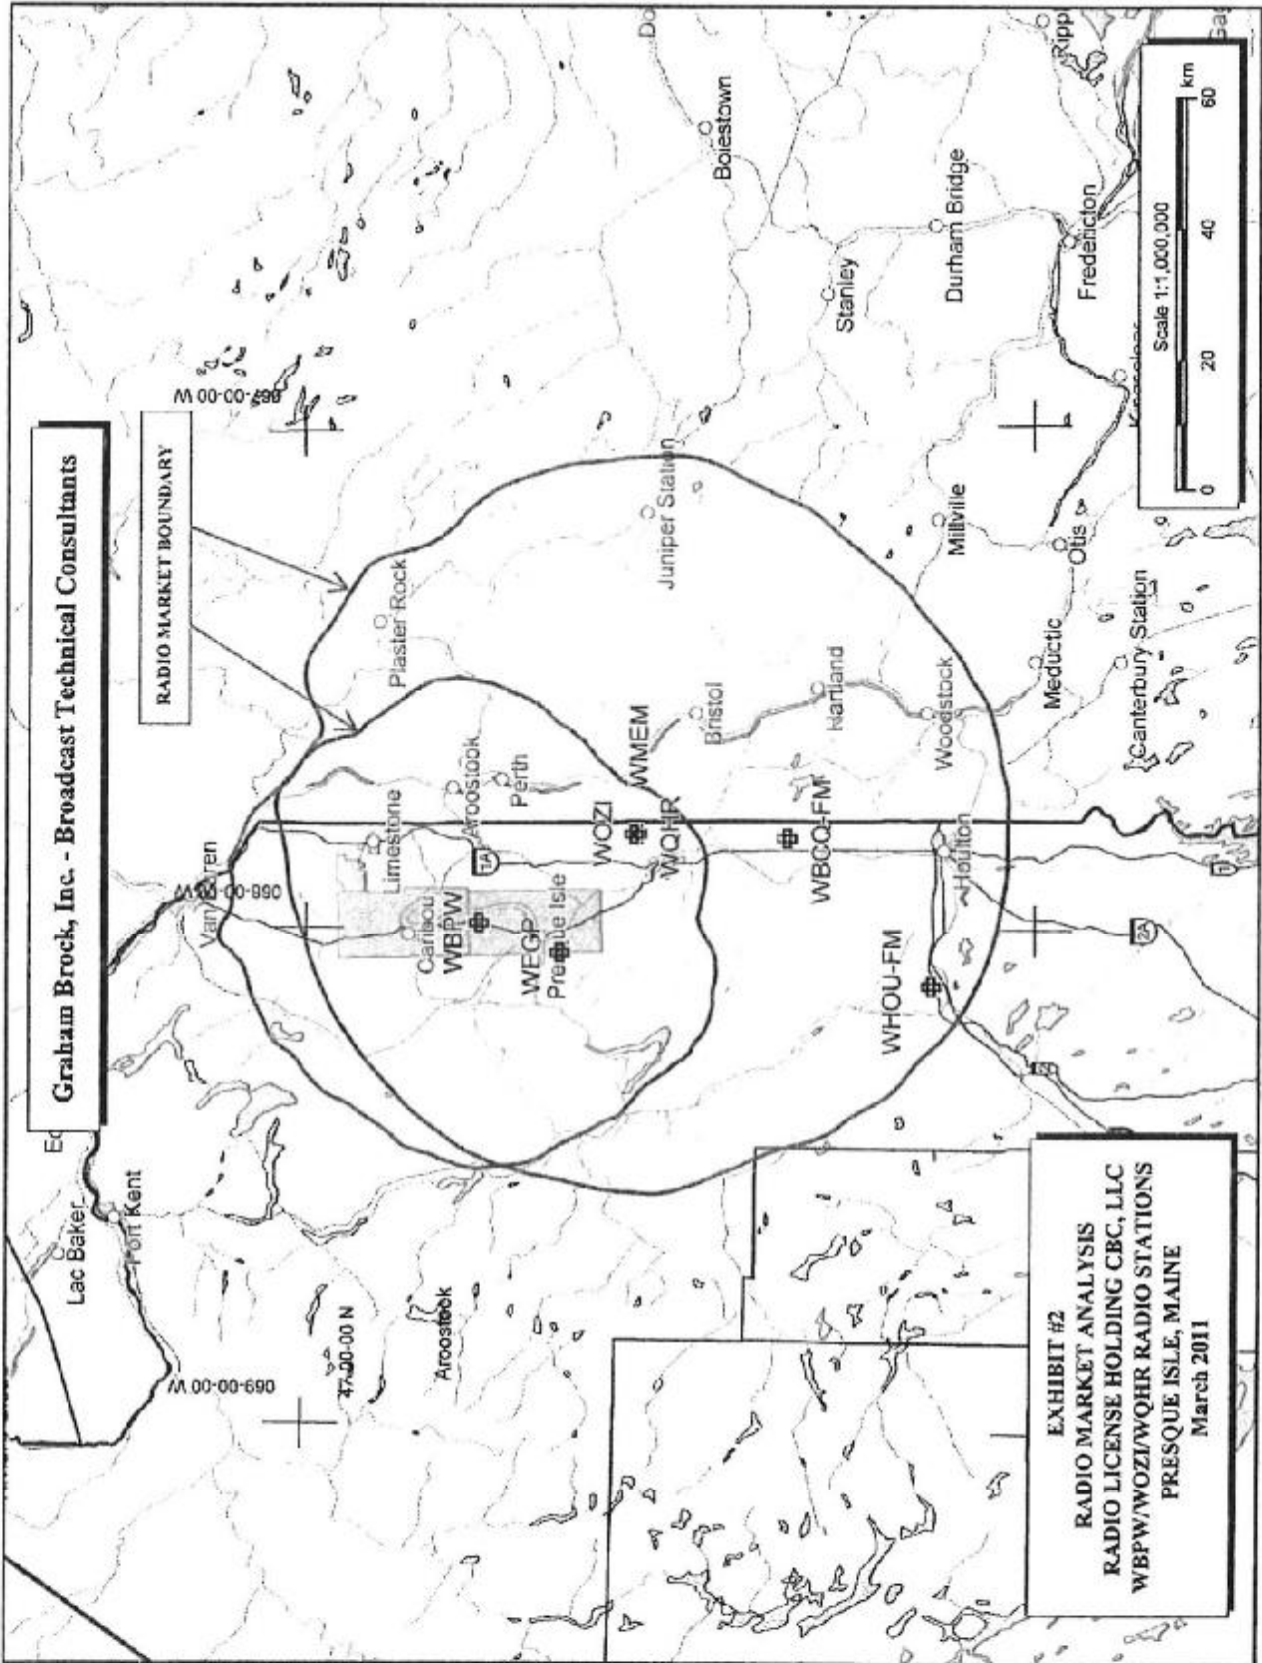 Graham Brock, Inc. - Broadcast Technical Consultants
RADIO MARKET BOUNDARY
Lac Baker
Fort Kent
069-00-00 W
47-00-00 N
Aroostook
068-00-00 W
067-00-00 W
Limestone
Caribou
WBPW
WEGP
Presque Isle
1A
Aroostook
Perth
Plaster Rock
WOZI
WMEM
WQHR
WBCQ-FM
WHOU-FM
Houlton
Bristol
Hartland
Woodstock
Juniper Station
Millville
Otis
Meductic
Canterbury Station
Boiestown
Stanley
Durham Bridge
Fredericton
1
2A
Scale 1:1,000,000
0 20 40 60 km
EXHIBIT #2
RADIO MARKET ANALYSIS
RADIO LICENSE HOLDING CBC, LLC
WBPW/WOZI/WQHR RADIO STATIONS
PRESQUE ISLE, MAINE
March 2011